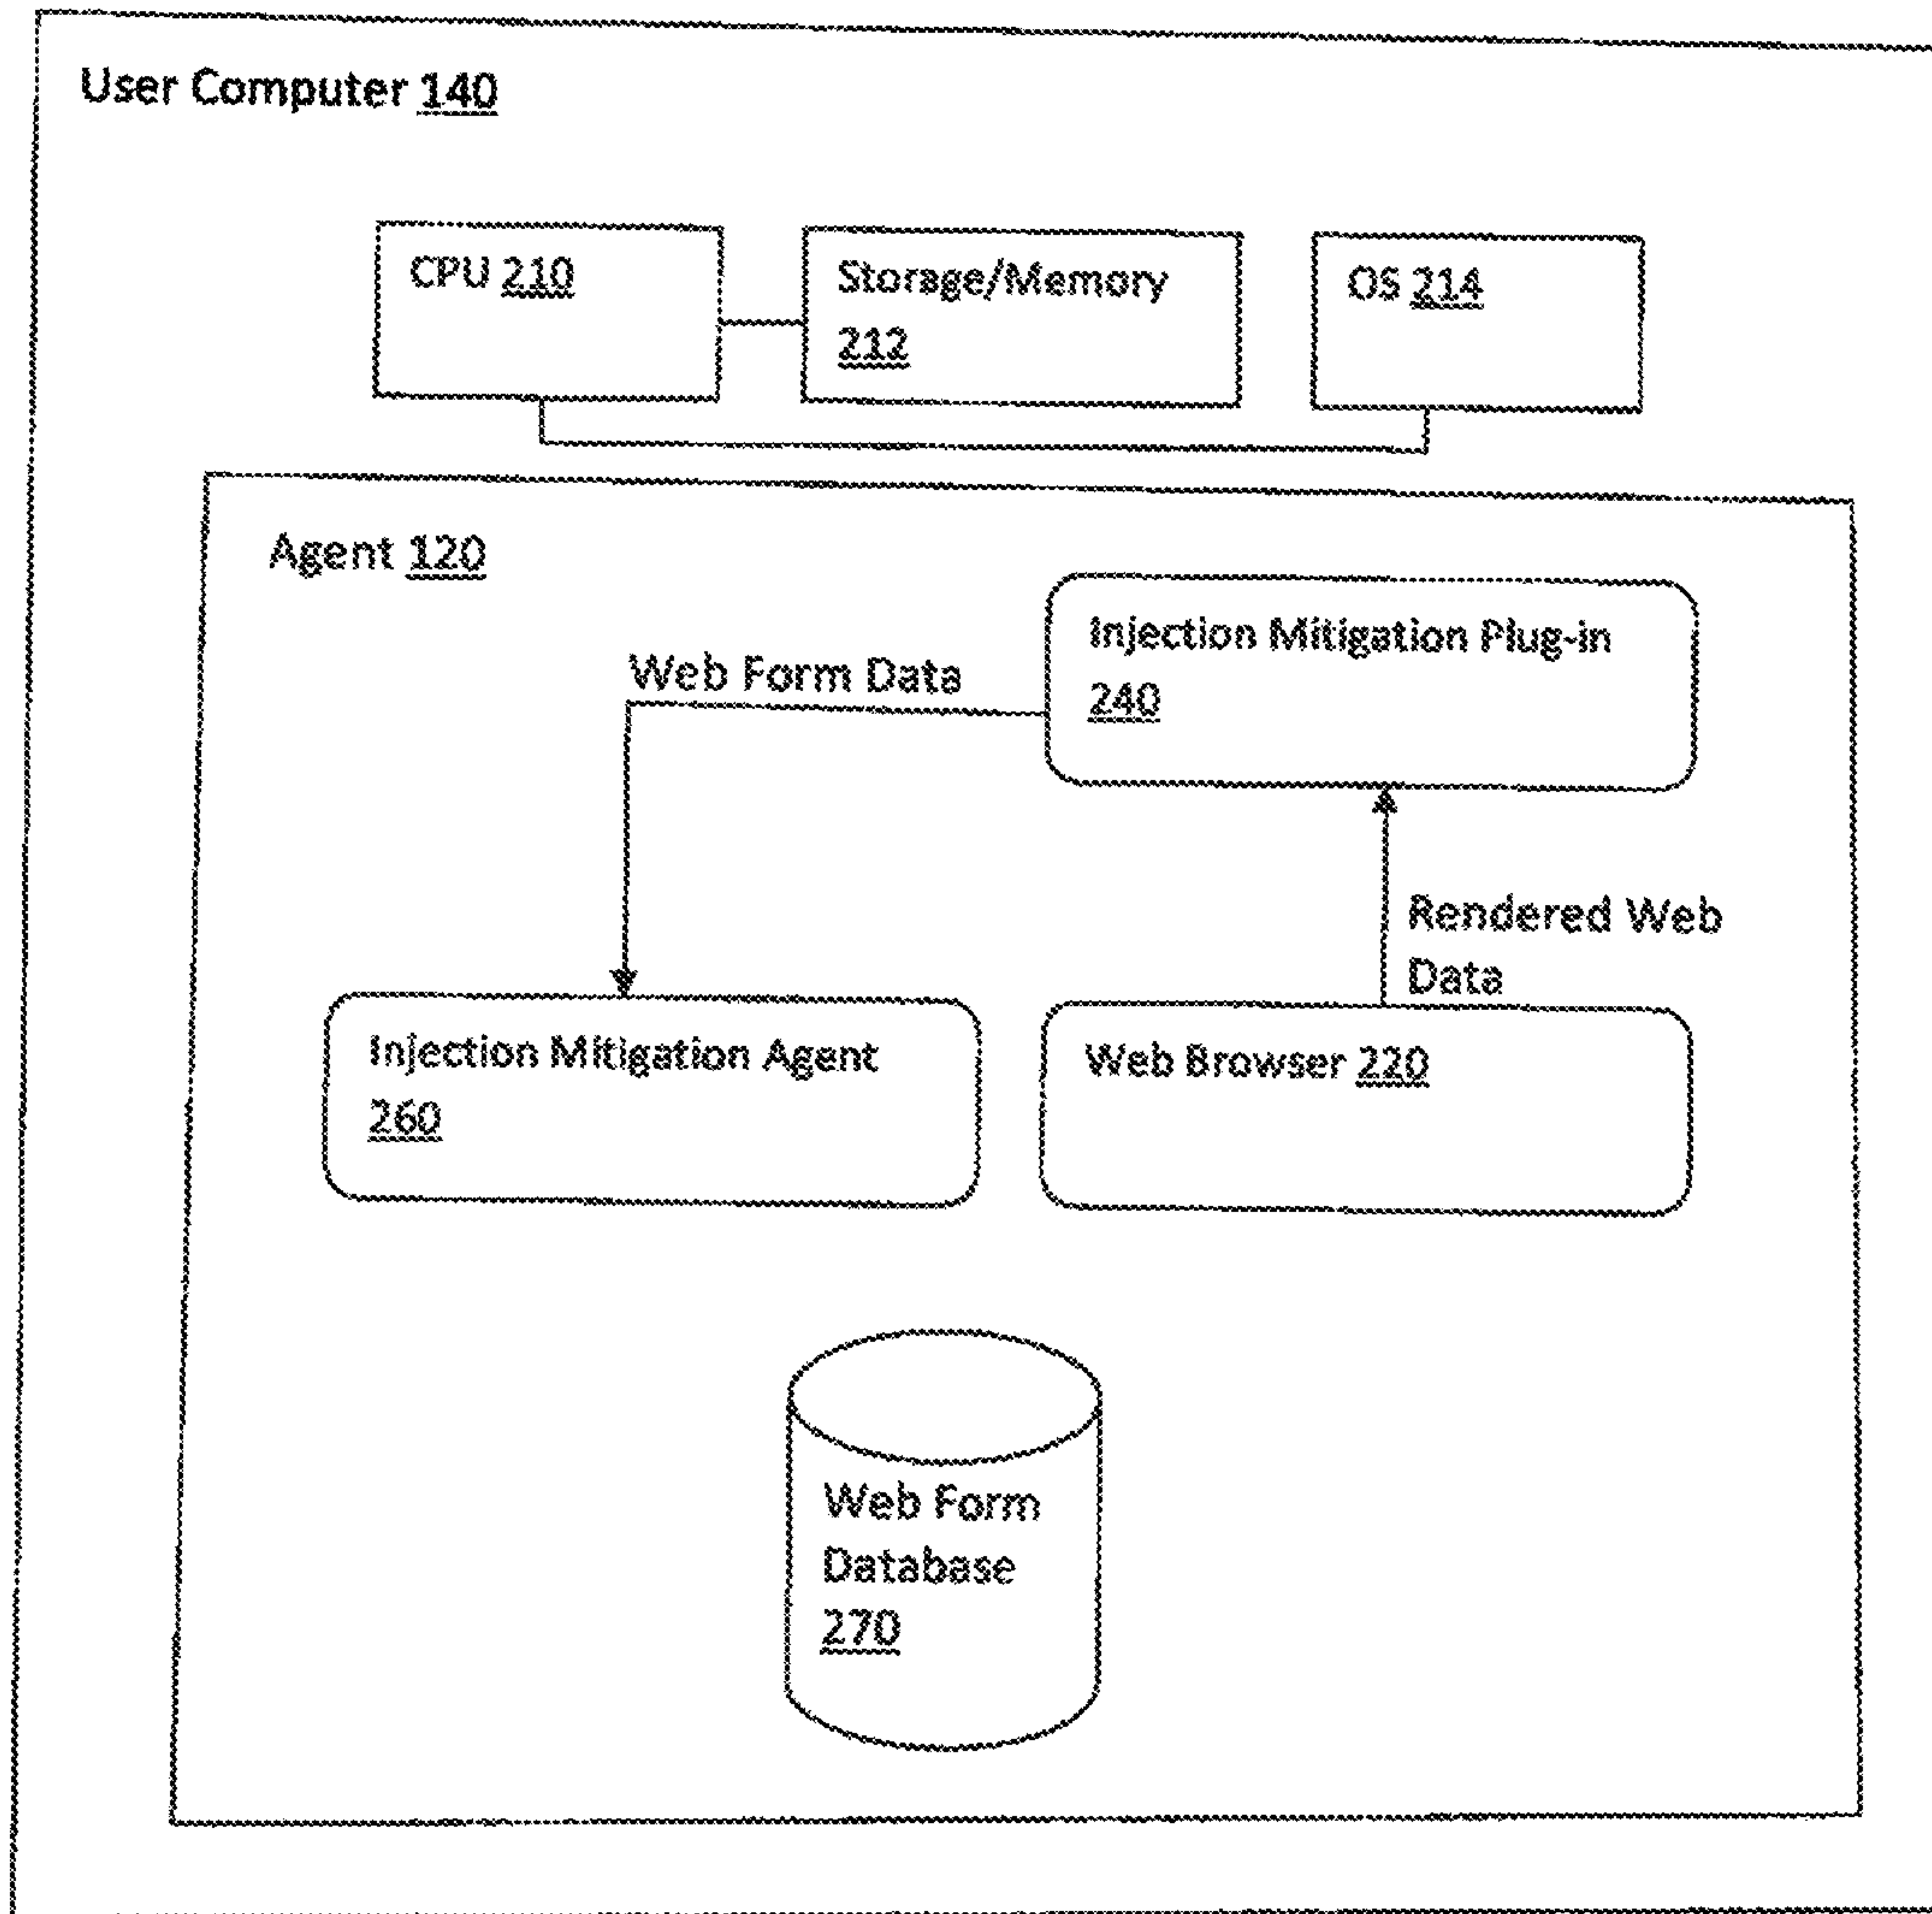 User Computer 140
CPU 210
Storage/Memory
212
OS 214
Agent 120
Injection Mitigation Plug-in
240
Web Form Data
Rendered Web
Data
Injection Mitigation Agent
260
Web Browser 220
Web Form
Database
270